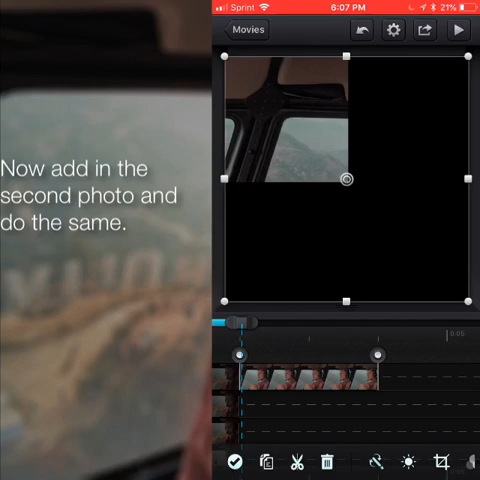 Sprint 6:07 PM 21%
Movies
Now add in the
second photo and
do the same.
0:05